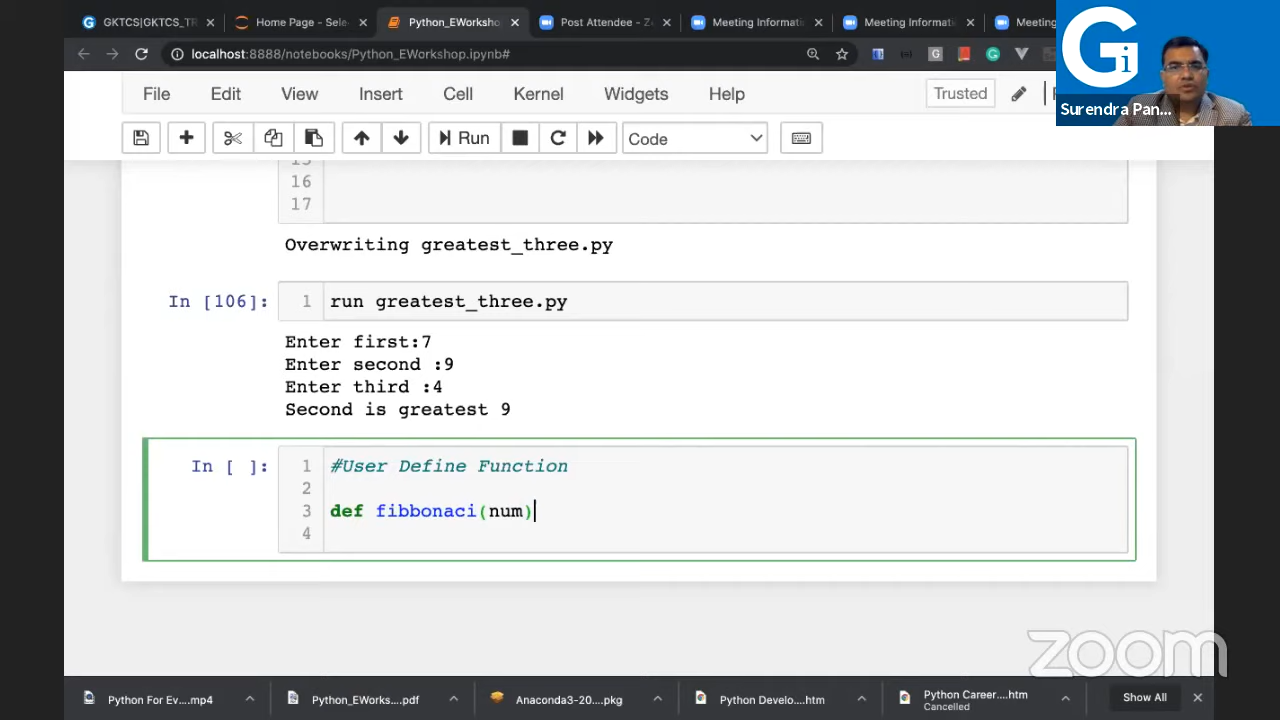 GKTCS|GKTCS_TR
Home Page - Sele
Python_EWorksho
Post Attendee - Z
Meeting Informati
Meeting Informati
Meeting
localhost:8888/notebooks/Python_EWorkshop.ipynb#
Gi
Surendra Pan...
File Edit View Insert Cell Kernel Widgets Help Trusted
Run Code
16
17
Overwriting greatest_three.py
In [106]: 1 run greatest_three.py
Enter first:7
Enter second :9
Enter third :4
Second is greatest 9
In [ ]: 1 #User Define Function
2
3 def fibbonaci(num)
4
zoom
Python For Ev....mp4
Python_EWorks....pdf
Anaconda3-20....pkg
Python Develo....htm
Python Career....htm
Cancelled
Show All